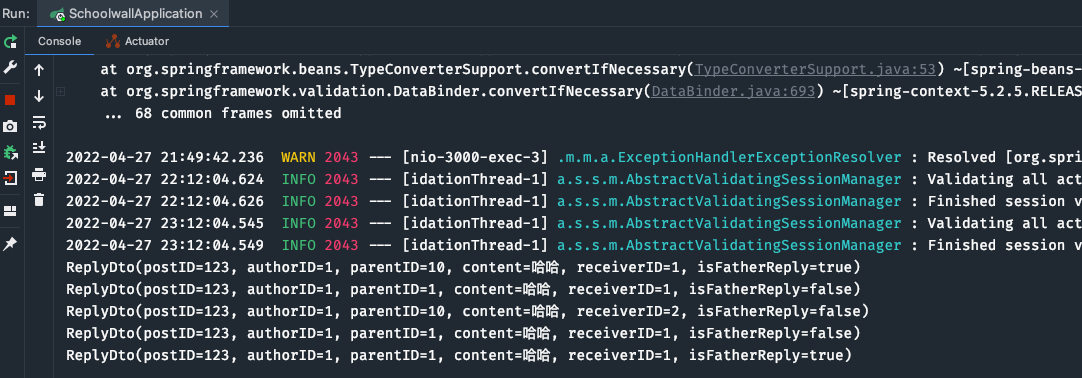 Run: SchoolwallApplication ×
Console Actuator
at org.springframework.beans.TypeConverterSupport.convertIfNecessary(TypeConverterSupport.java:53) ~[spring-beans-
at org.springframework.validation.DataBinder.convertIfNecessary(DataBinder.java:693) ~[spring-context-5.2.5.RELEAS
... 68 common frames omitted
2022-04-27 21:49:42.236  WARN 2043 --- [nio-3000-exec-3] .m.m.a.ExceptionHandlerExceptionResolver : Resolved [org.spri
2022-04-27 22:12:04.624  INFO 2043 --- [idationThread-1] a.s.s.m.AbstractValidatingSessionManager : Validating all act
2022-04-27 22:12:04.626  INFO 2043 --- [idationThread-1] a.s.s.m.AbstractValidatingSessionManager : Finished session v
2022-04-27 23:12:04.545  INFO 2043 --- [idationThread-1] a.s.s.m.AbstractValidatingSessionManager : Validating all act
2022-04-27 23:12:04.549  INFO 2043 --- [idationThread-1] a.s.s.m.AbstractValidatingSessionManager : Finished session v
ReplyDto(postID=123, authorID=1, parentID=10, content=哈哈, receiverID=1, isFatherReply=true)
ReplyDto(postID=123, authorID=1, parentID=1, content=哈哈, receiverID=1, isFatherReply=false)
ReplyDto(postID=123, authorID=1, parentID=10, content=哈哈, receiverID=2, isFatherReply=false)
ReplyDto(postID=123, authorID=1, parentID=1, content=哈哈, receiverID=1, isFatherReply=false)
ReplyDto(postID=123, authorID=1, parentID=1, content=哈哈, receiverID=1, isFatherReply=true)